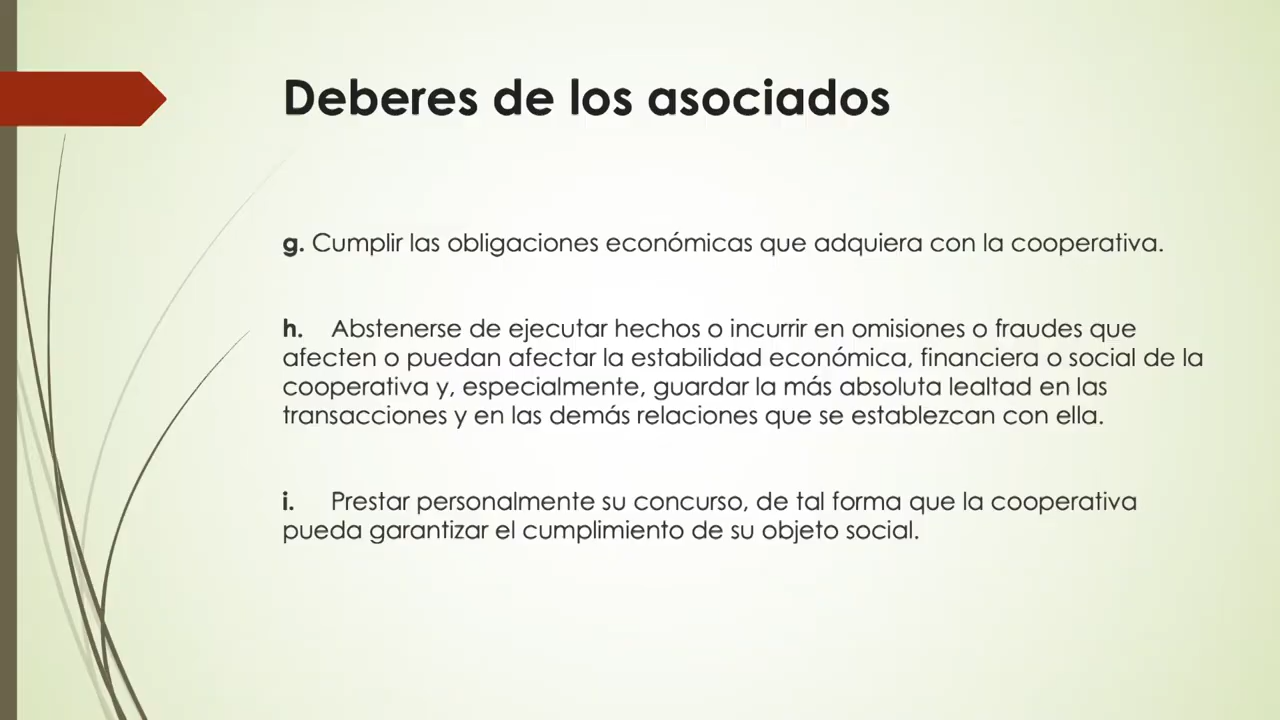 Deberes de los asociados
g. Cumplir las obligaciones económicas que adquiera con la cooperativa.
h. Abstenerse de ejecutar hechos o incurrir en omisiones o fraudes que
afecten o puedan afectar la estabilidad económica, financiera o social de la
cooperativa y, especialmente, guardar la más absoluta lealtad en las
transacciones y en las demás relaciones que se establezcan con ella.
i. Prestar personalmente su concurso, de tal forma que la cooperativa
pueda garantizar el cumplimiento de su objeto social.